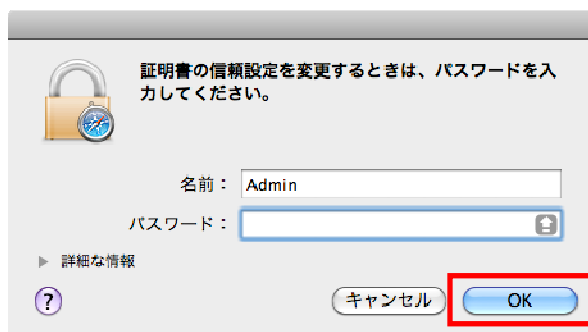 証明書の信頼設定を変更するときは、パスワードを入
力してください。
名前： Admin
パスワード：
詳細な情報
?
キャンセル OK